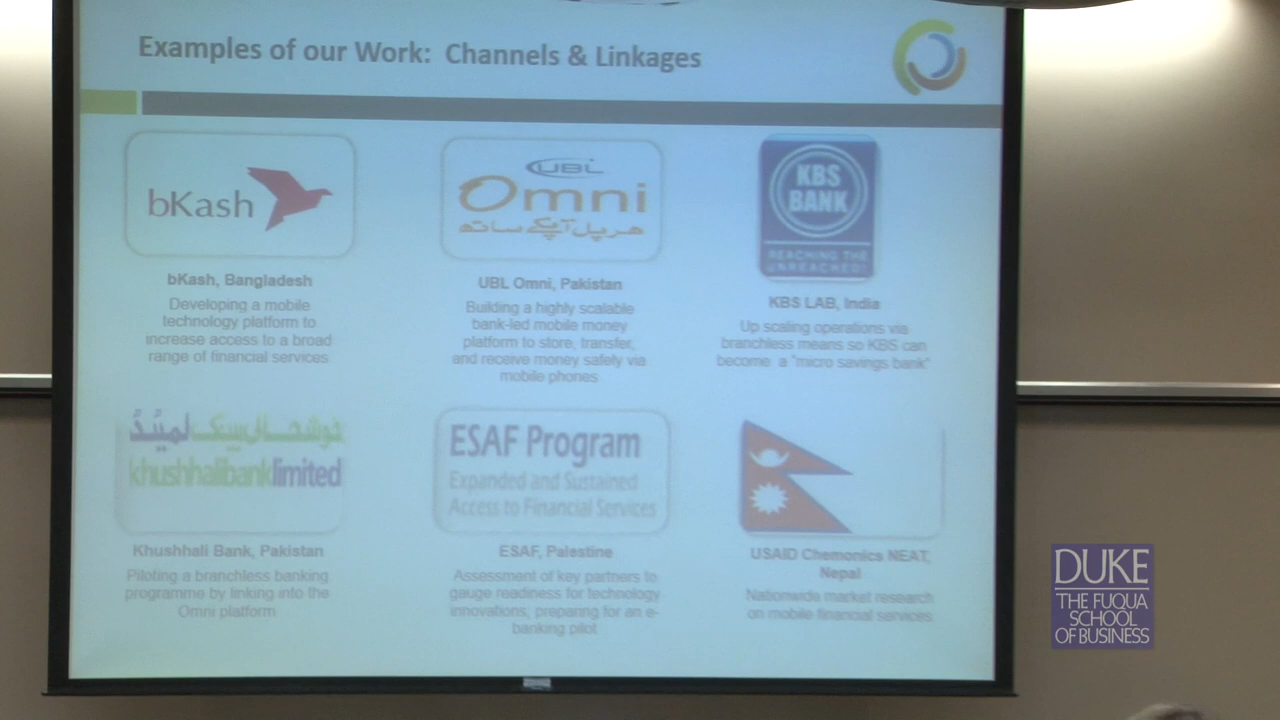 Examples of our Work: Channels & Linkages
bKash
bKash, Bangladesh
Developing a mobile
technology platform to
increase access to a broad
range of financial services
UBL
Omni
هر پل آپکے ساتھ
UBL Omni, Pakistan
Building a highly scalable
bank-led mobile money
platform to store, transfer,
and receive money safely via
mobile phones
KBS
BANK
REACHING THE
UNREACHED!
KBS LAB, India
Up scaling operations via
branchless means so KBS can
become a "micro savings bank"
خوشحالی بینک لمیٹڈ
khushhalibanklimited
Khushhali Bank, Pakistan
Piloting a branchless banking
programme by linking into the
Omni platform
ESAF Program
Expanded and Sustained
Access to Financial Services
ESAF, Palestine
Assessment of key partners to
gauge readiness for technology
innovations; preparing for an e-
banking pilot
USAID Chemonics NEAT,
Nepal
Nationwide market research
on mobile financial services
DUKE
THE FUQUA
SCHOOL
OF BUSINESS